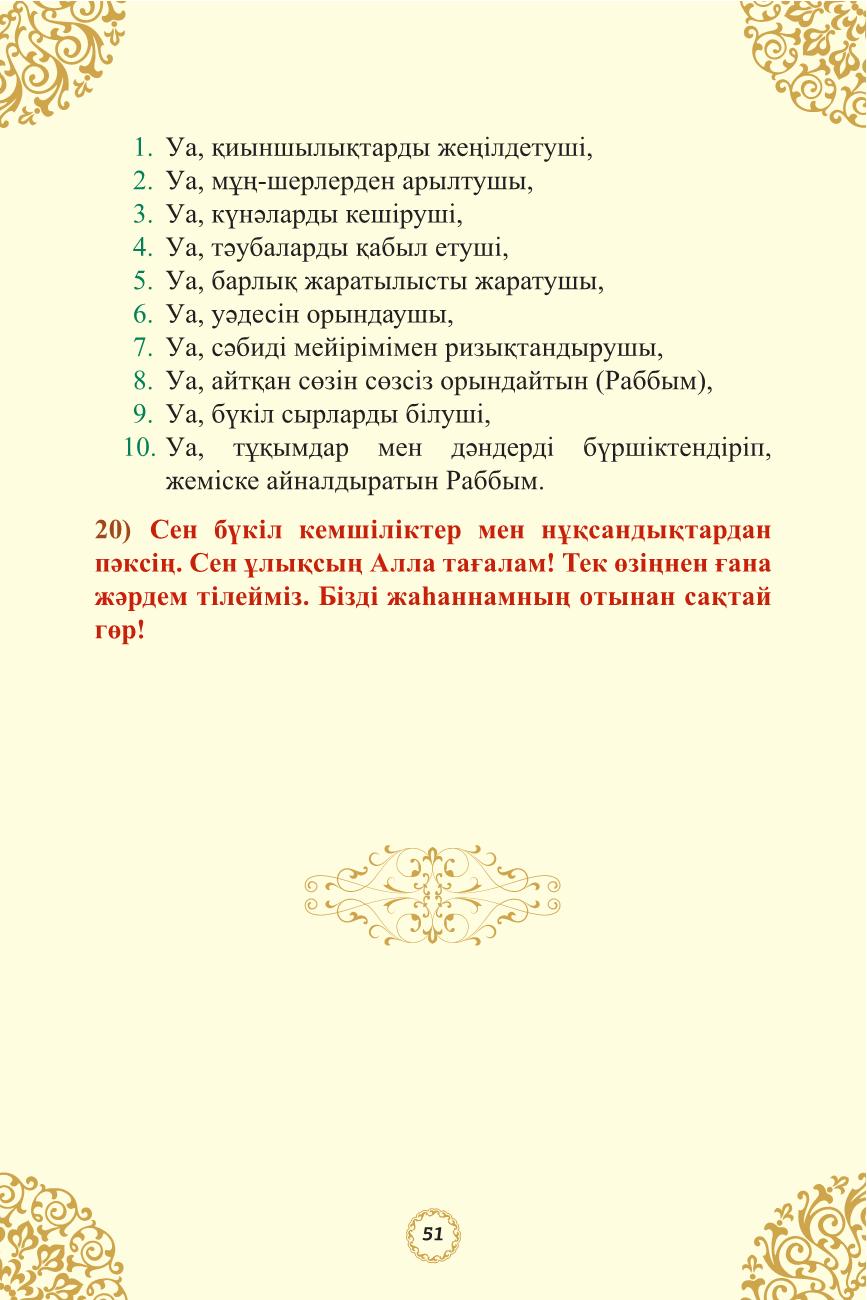 1. Уа, қиыншылықтарды жеңілдетуші,
2. Уа, мұң-шерлерден арылтушы,
3. Уа, күнәларды кешіруші,
4. Уа, тәубаларды қабыл етуші,
5. Уа, барлық жаратылысты жаратушы,
6. Уа, уәдесін орындаушы,
7. Уа, сәбиді мейірімімен ризықтандырушы,
8. Уа, айтқан сөзін сөзсіз орындайтын (Раббым),
9. Уа, бүкіл сырларды білуші,
10. Уа, тұқымдар мен дәндерді бүршіктендіріп,
жеміске айналдыратын Раббым.
20) Сен бүкіл кемшіліктер мен нұқсандықтардан
пәксің. Сен ұлықсың Алла тағалам! Тек өзіңнен ғана
жәрдем тілейміз. Бізді жаһаннамның отынан сақтай
гөр!
51